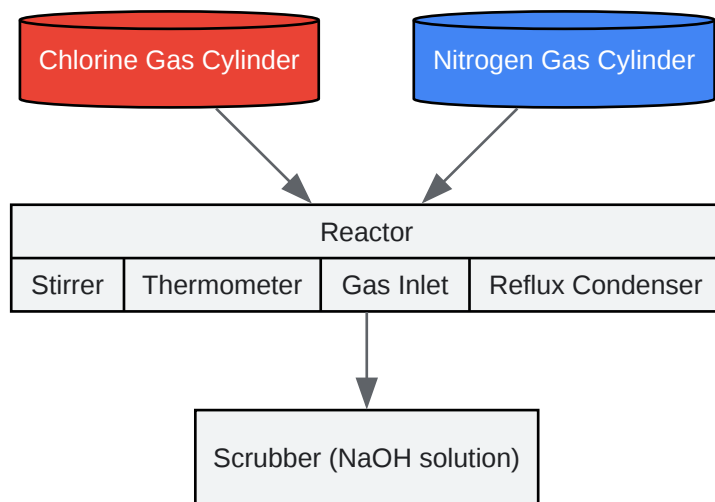 Chlorine Gas Cylinder
Nitrogen Gas Cylinder
Reactor
Stirrer
Thermometer
Gas Inlet
Reflux Condenser
Scrubber (NaOH solution)